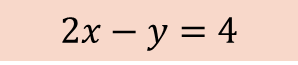 2x − y = 4